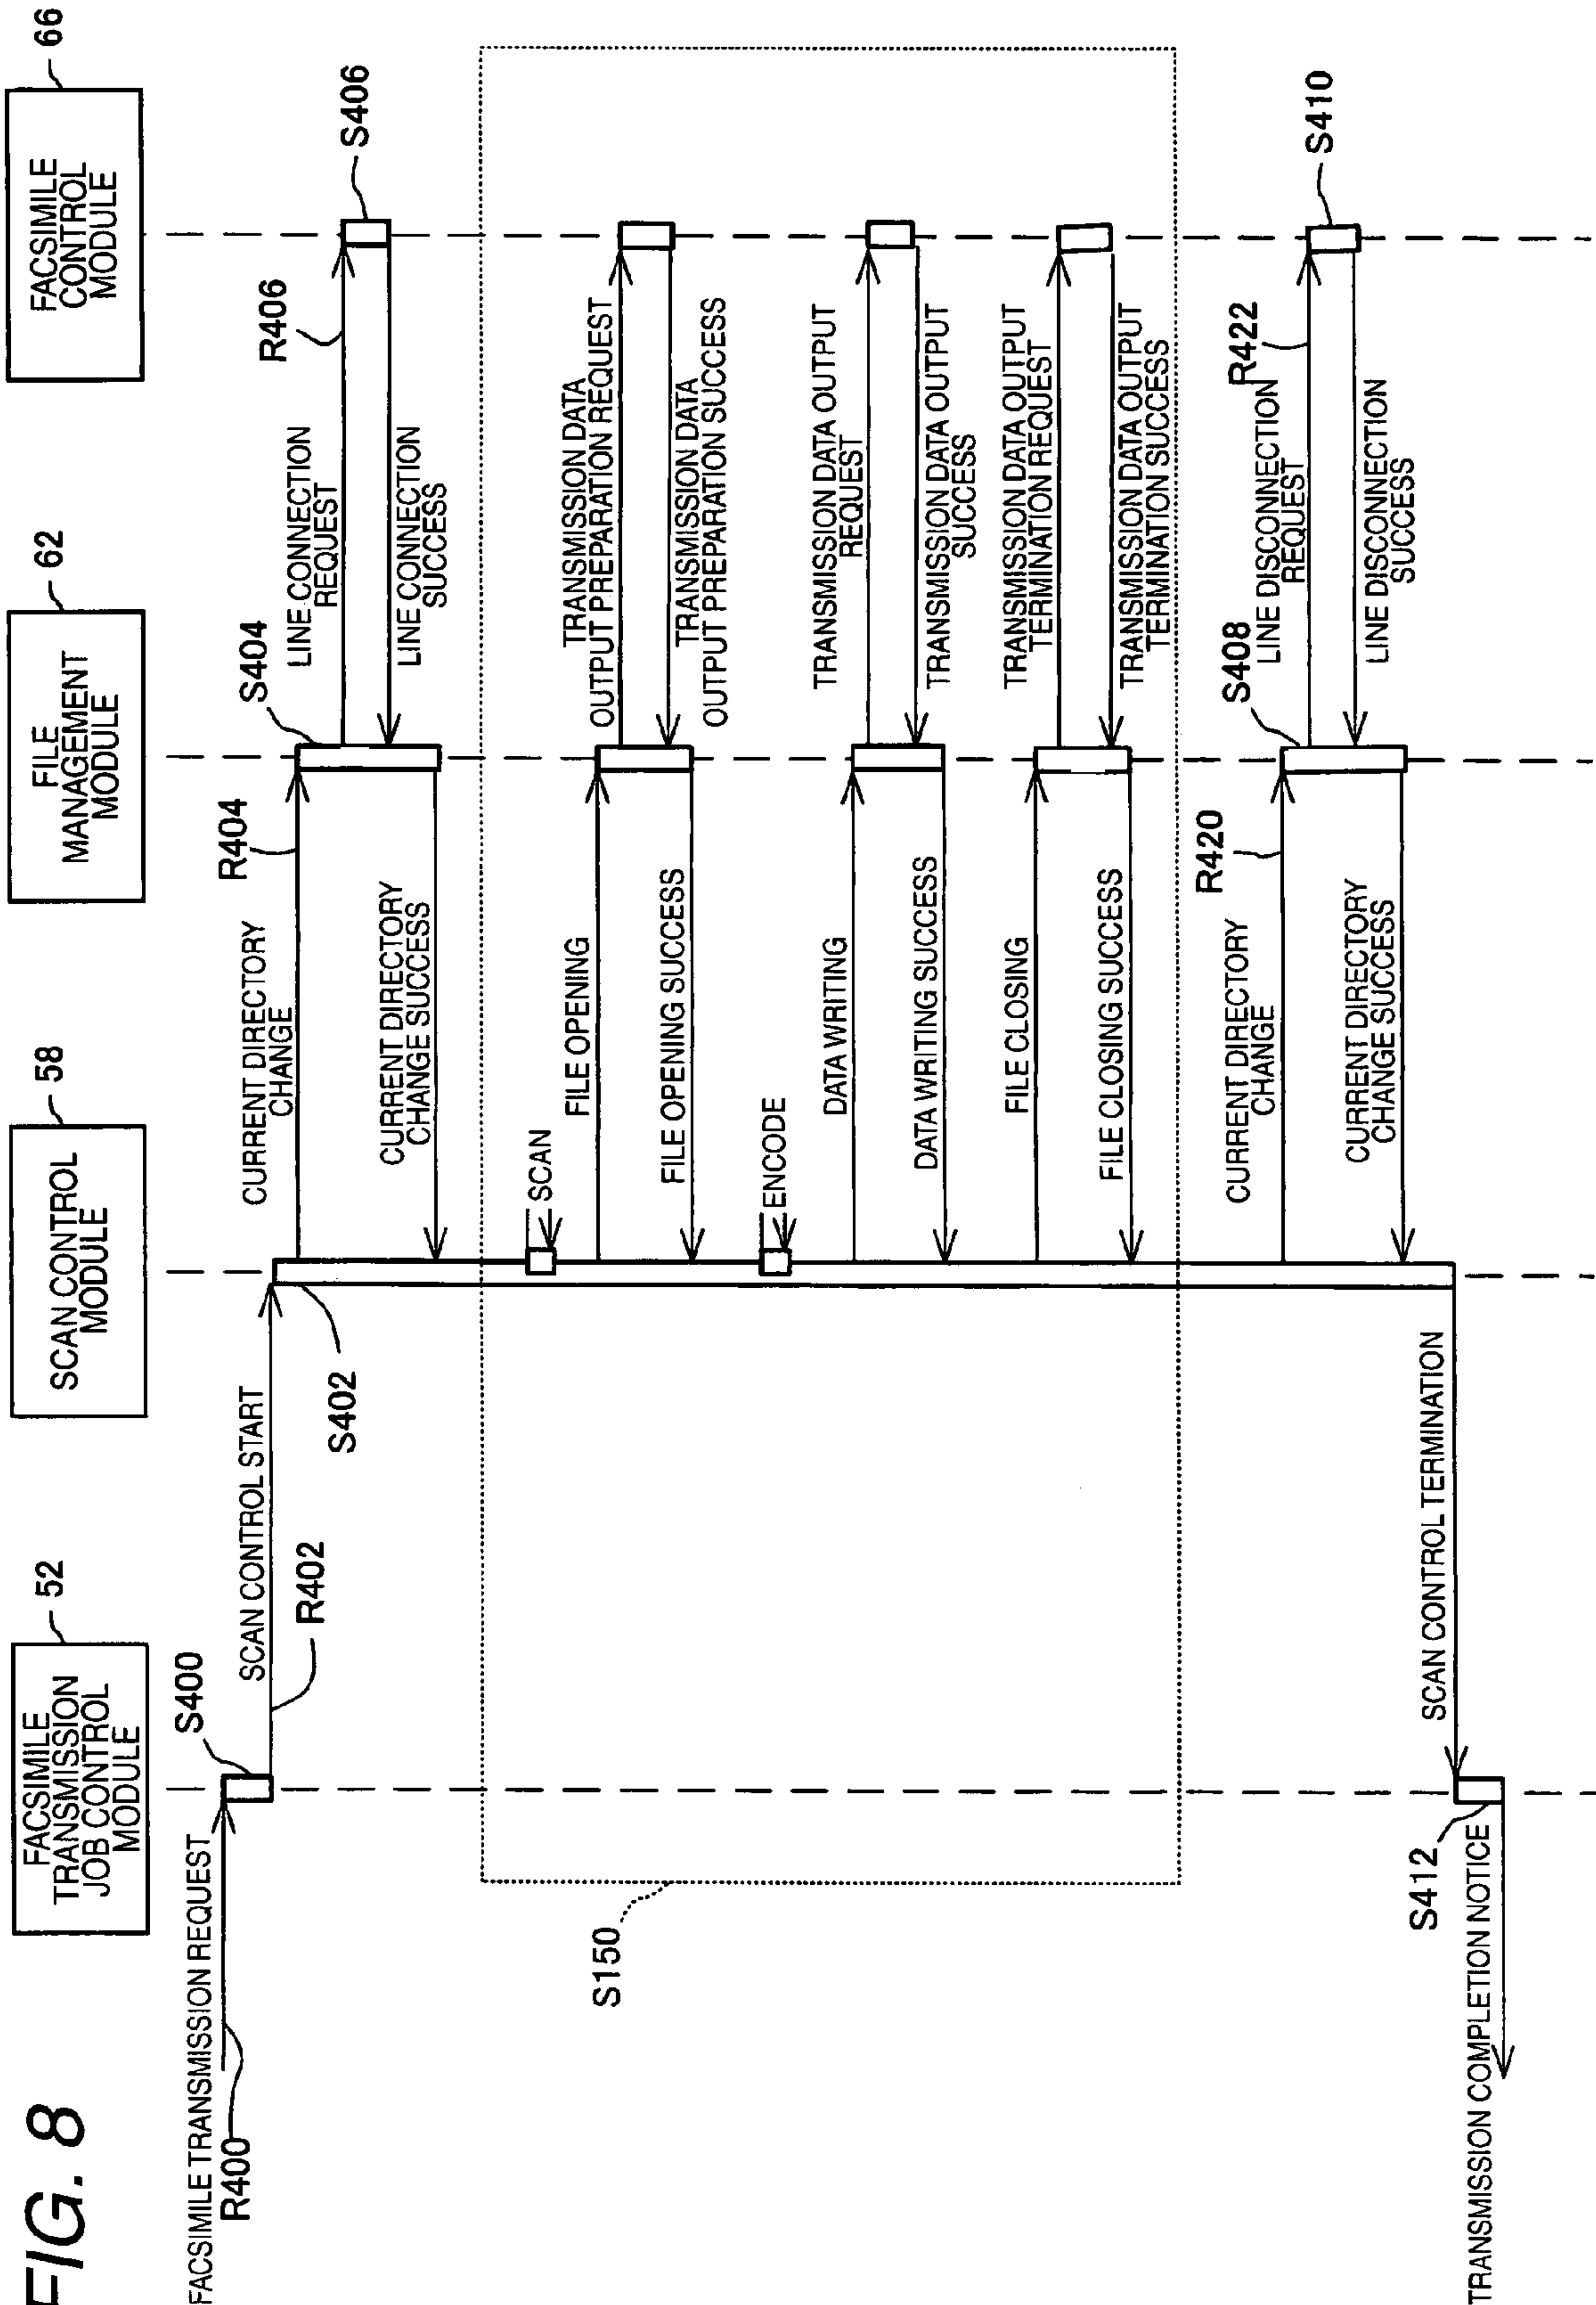 FIG. 8
FACSIMILE
TRANSMISSION
JOB CONTROL
MODULE
52
SCAN CONTROL
MODULE
58
FILE
MANAGEMENT
MODULE
62
FACSIMILE
CONTROL
MODULE
66
FACSIMILE TRANSMISSION REQUEST
R400
S400
SCAN CONTROL START
R402
S402
CURRENT DIRECTORY
CHANGE
R404
S404
LINE CONNECTION
REQUEST
R406
S406
LINE CONNECTION
SUCCESS
CURRENT DIRECTORY
CHANGE SUCCESS
S150
SCAN
FILE OPENING
TRANSMISSION DATA
OUTPUT PREPARATION REQUEST
TRANSMISSION DATA
OUTPUT PREPARATION SUCCESS
FILE OPENING SUCCESS
ENCODE
DATA WRITING
TRANSMISSION DATA OUTPUT
REQUEST
TRANSMISSION DATA OUTPUT
SUCCESS
DATA WRITING SUCCESS
FILE CLOSING
TRANSMISSION DATA OUTPUT
TERMINATION REQUEST
TRANSMISSION DATA OUTPUT
TERMINATION SUCCESS
FILE CLOSING SUCCESS
CURRENT DIRECTORY
CHANGE
R420
S408
LINE DISCONNECTION
REQUEST
R422
S410
LINE DISCONNECTION
SUCCESS
CURRENT DIRECTORY
CHANGE SUCCESS
SCAN CONTROL TERMINATION
S412
TRANSMISSION COMPLETION NOTICE